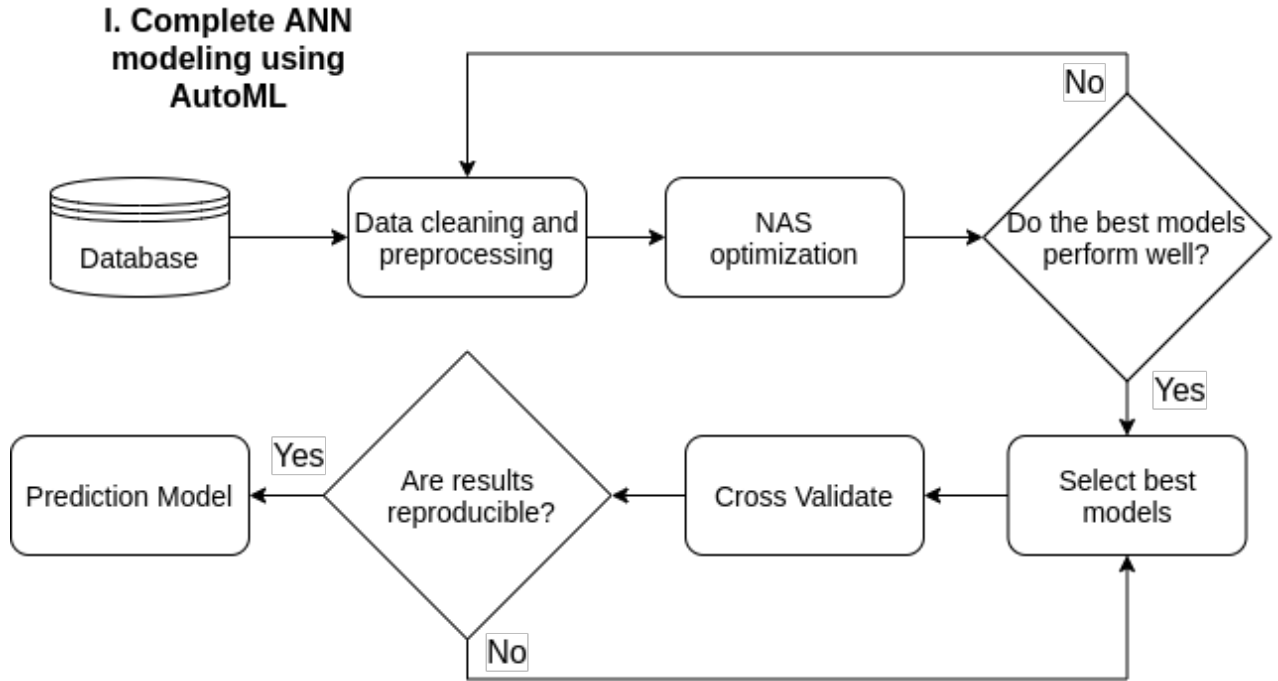 I. Complete ANN
modeling using
AutoML
No
Database
Data cleaning and
preprocessing
NAS
optimization
Do the best models
perform well?
Yes
Select best
models
Cross Validate
Are results
reproducible?
Yes
Prediction Model
No